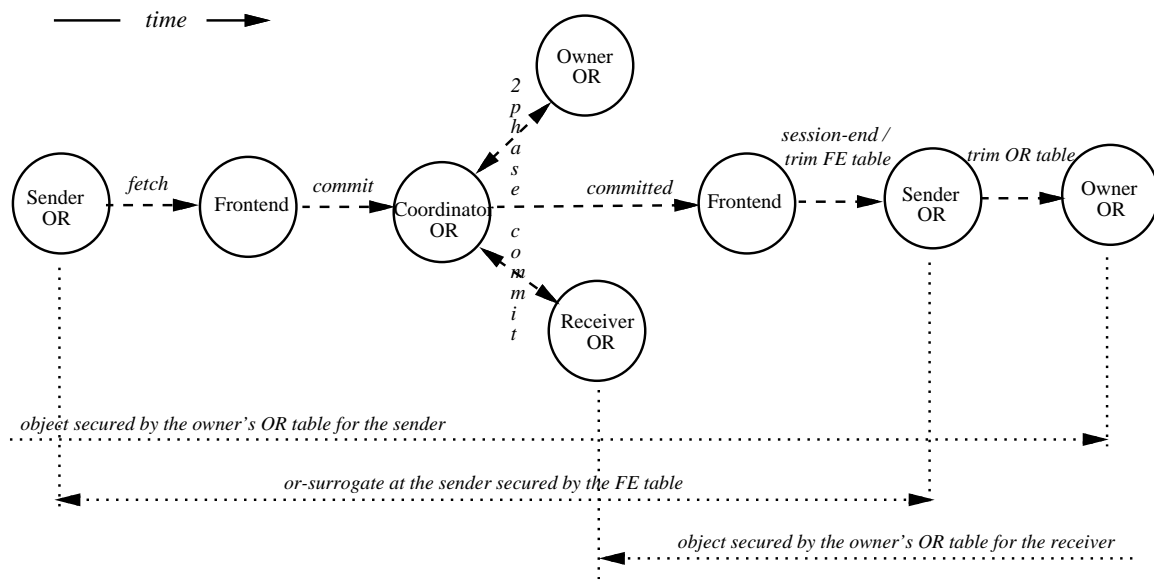 time
Owner
OR
2 phase
commit
session-end /
trim FE table
trim OR table
Sender
OR
fetch
Frontend
commit
Coordinator
OR
committed
Frontend
Sender
OR
Owner
OR
Receiver
OR
object secured by the owner's OR table for the sender
or-surrogate at the sender secured by the FE table
object secured by the owner's OR table for the receiver